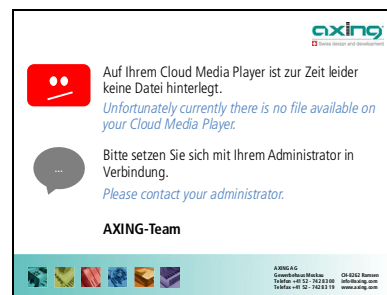 axing
Swiss design and development
Auf Ihrem Cloud Media Player ist zur Zeit leider
keine Datei hinterlegt.
Unfortunately currently there is no file available on
your Cloud Media Player.
...
Bitte setzen Sie sich mit Ihrem Administrator in
Verbindung.
Please contact your administrator.
AXING-Team
AXING AG
Gewerbehaus Moskau CH-8262 Ramsen
Telefon +41 52 - 742 83 00 info@axing.com
Telefax +41 52 - 742 83 19 www.axing.com